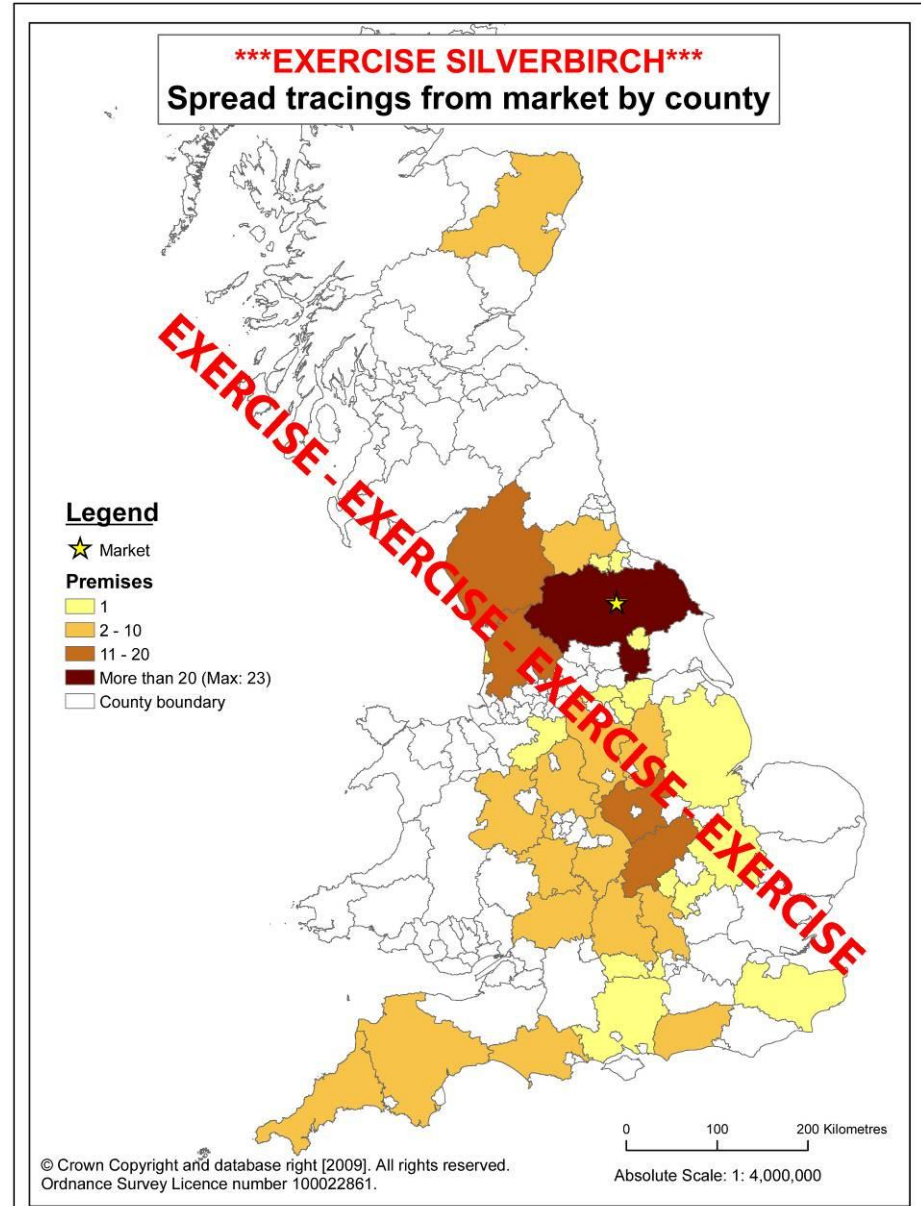 ***EXERCISE SILVERBIRCH***
Spread tracings from market by county
EXERCISE - EXERCISE - EXERCISE - EXERCISE
Legend
Market
Premises
1
2 - 10
11 - 20
More than 20 (Max: 23)
County boundary
0 100 200 Kilometres
Absolute Scale: 1: 4,000,000
© Crown Copyright and database right [2009]. All rights reserved.
Ordnance Survey Licence number 100022861.